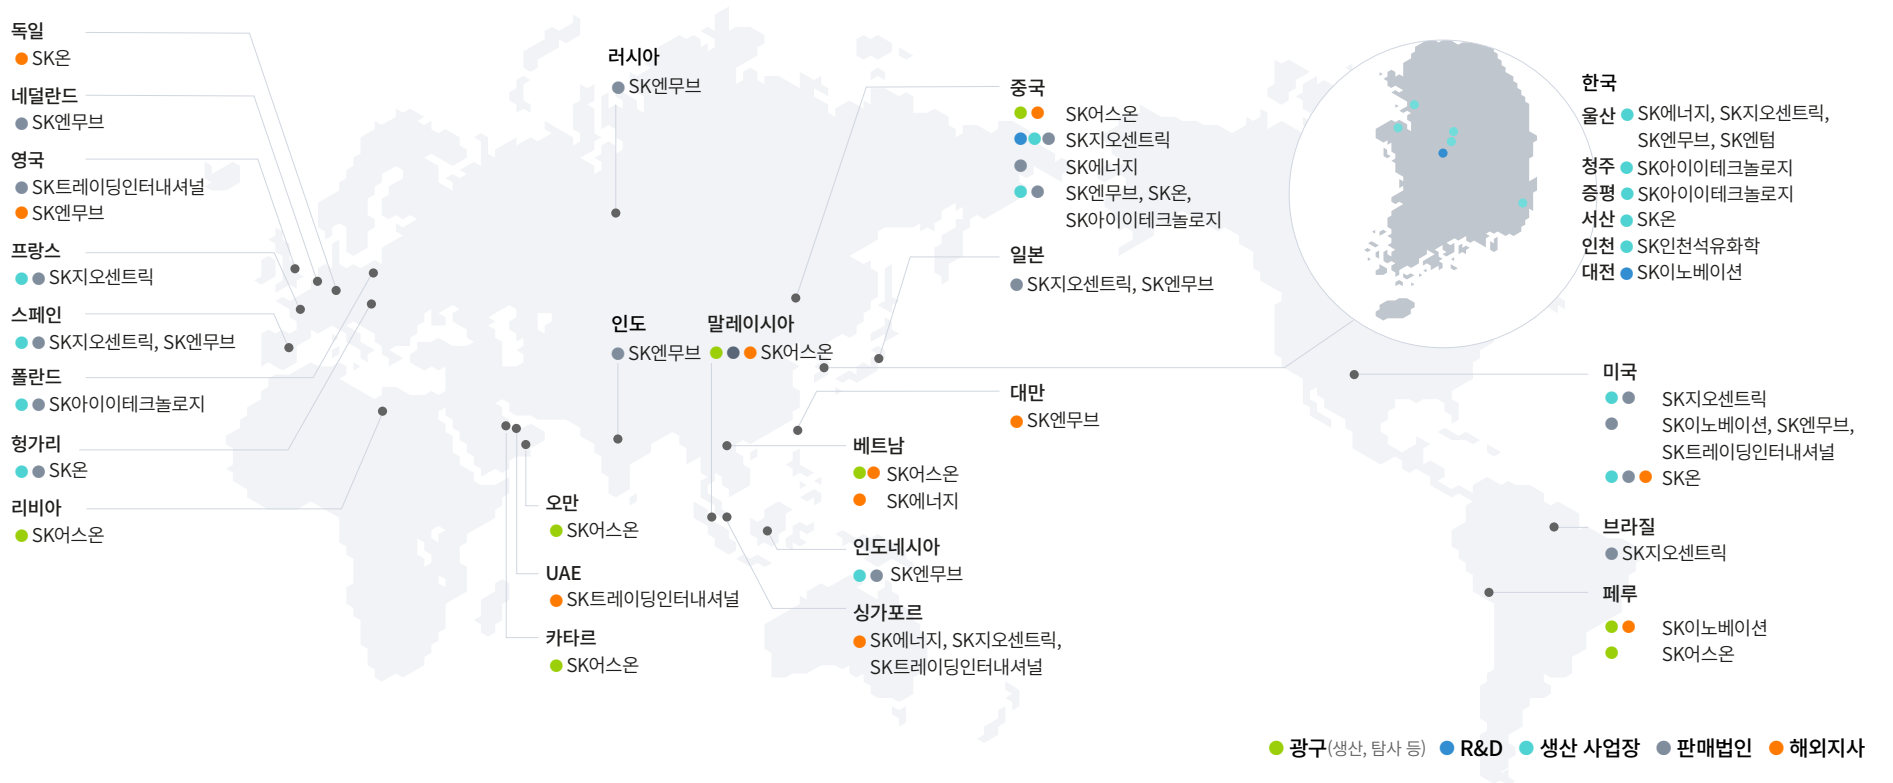 독일
SK온
네덜란드
SK엔무브
영국
SK트레이딩인터내셔널
SK엔무브
프랑스
SK지오센트릭
스페인
SK지오센트릭, SK엔무브
폴란드
SK아이이테크놀로지
헝가리
SK온
리비아
SK어스온
러시아
SK엔무브
인도
SK엔무브
말레이시아
SK어스온
오만
SK어스온
UAE
SK트레이딩인터내셔널
카타르
SK어스온
중국
SK어스온
SK지오센트릭
SK에너지
SK엔무브, SK온,
SK아이이테크놀로지
일본
SK지오센트릭, SK엔무브
대만
SK엔무브
베트남
SK어스온
SK에너지
인도네시아
SK엔무브
싱가포르
SK에너지, SK지오센트릭,
SK트레이딩인터내셔널
한국
울산 SK에너지, SK지오센트릭,
SK엔무브, SK엔텀
청주 SK아이이테크놀로지
증평 SK아이이테크놀로지
서산 SK온
인천 SK인천석유화학
대전 SK이노베이션
미국
SK지오센트릭
SK이노베이션, SK엔무브,
SK트레이딩인터내셔널
SK온
브라질
SK지오센트릭
페루
SK이노베이션
SK어스온
광구(생산, 탐사 등) R&D 생산 사업장 판매법인 해외지사